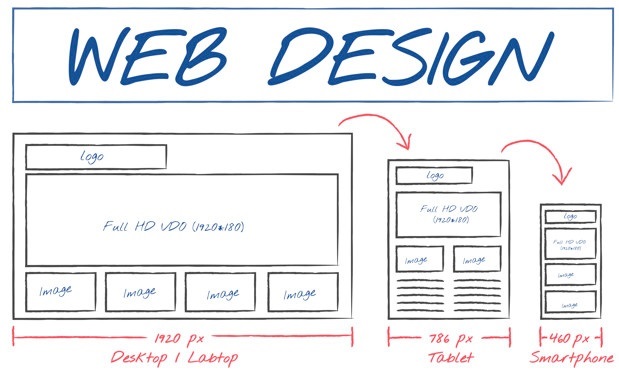 WEB DESIGN
Logo
Full HD VDO (1920*180)
Image Image Image Image
1920 px
Desktop / Labtop
Logo
Full HD VDO
(1920*180)
Image Image
786 px
Tablet
Logo
Full HD VDO
(1920*180)
Image
Image
460 px
Smartphone